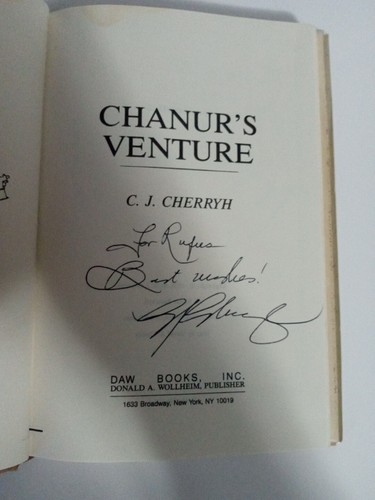 CHANUR'S
VENTURE
C. J. CHERRYH
For Rufus
Best wishes!
DAW BOOKS, INC.
DONALD A. WOLLHEIM, PUBLISHER
1633 Broadway, New York, NY 10019